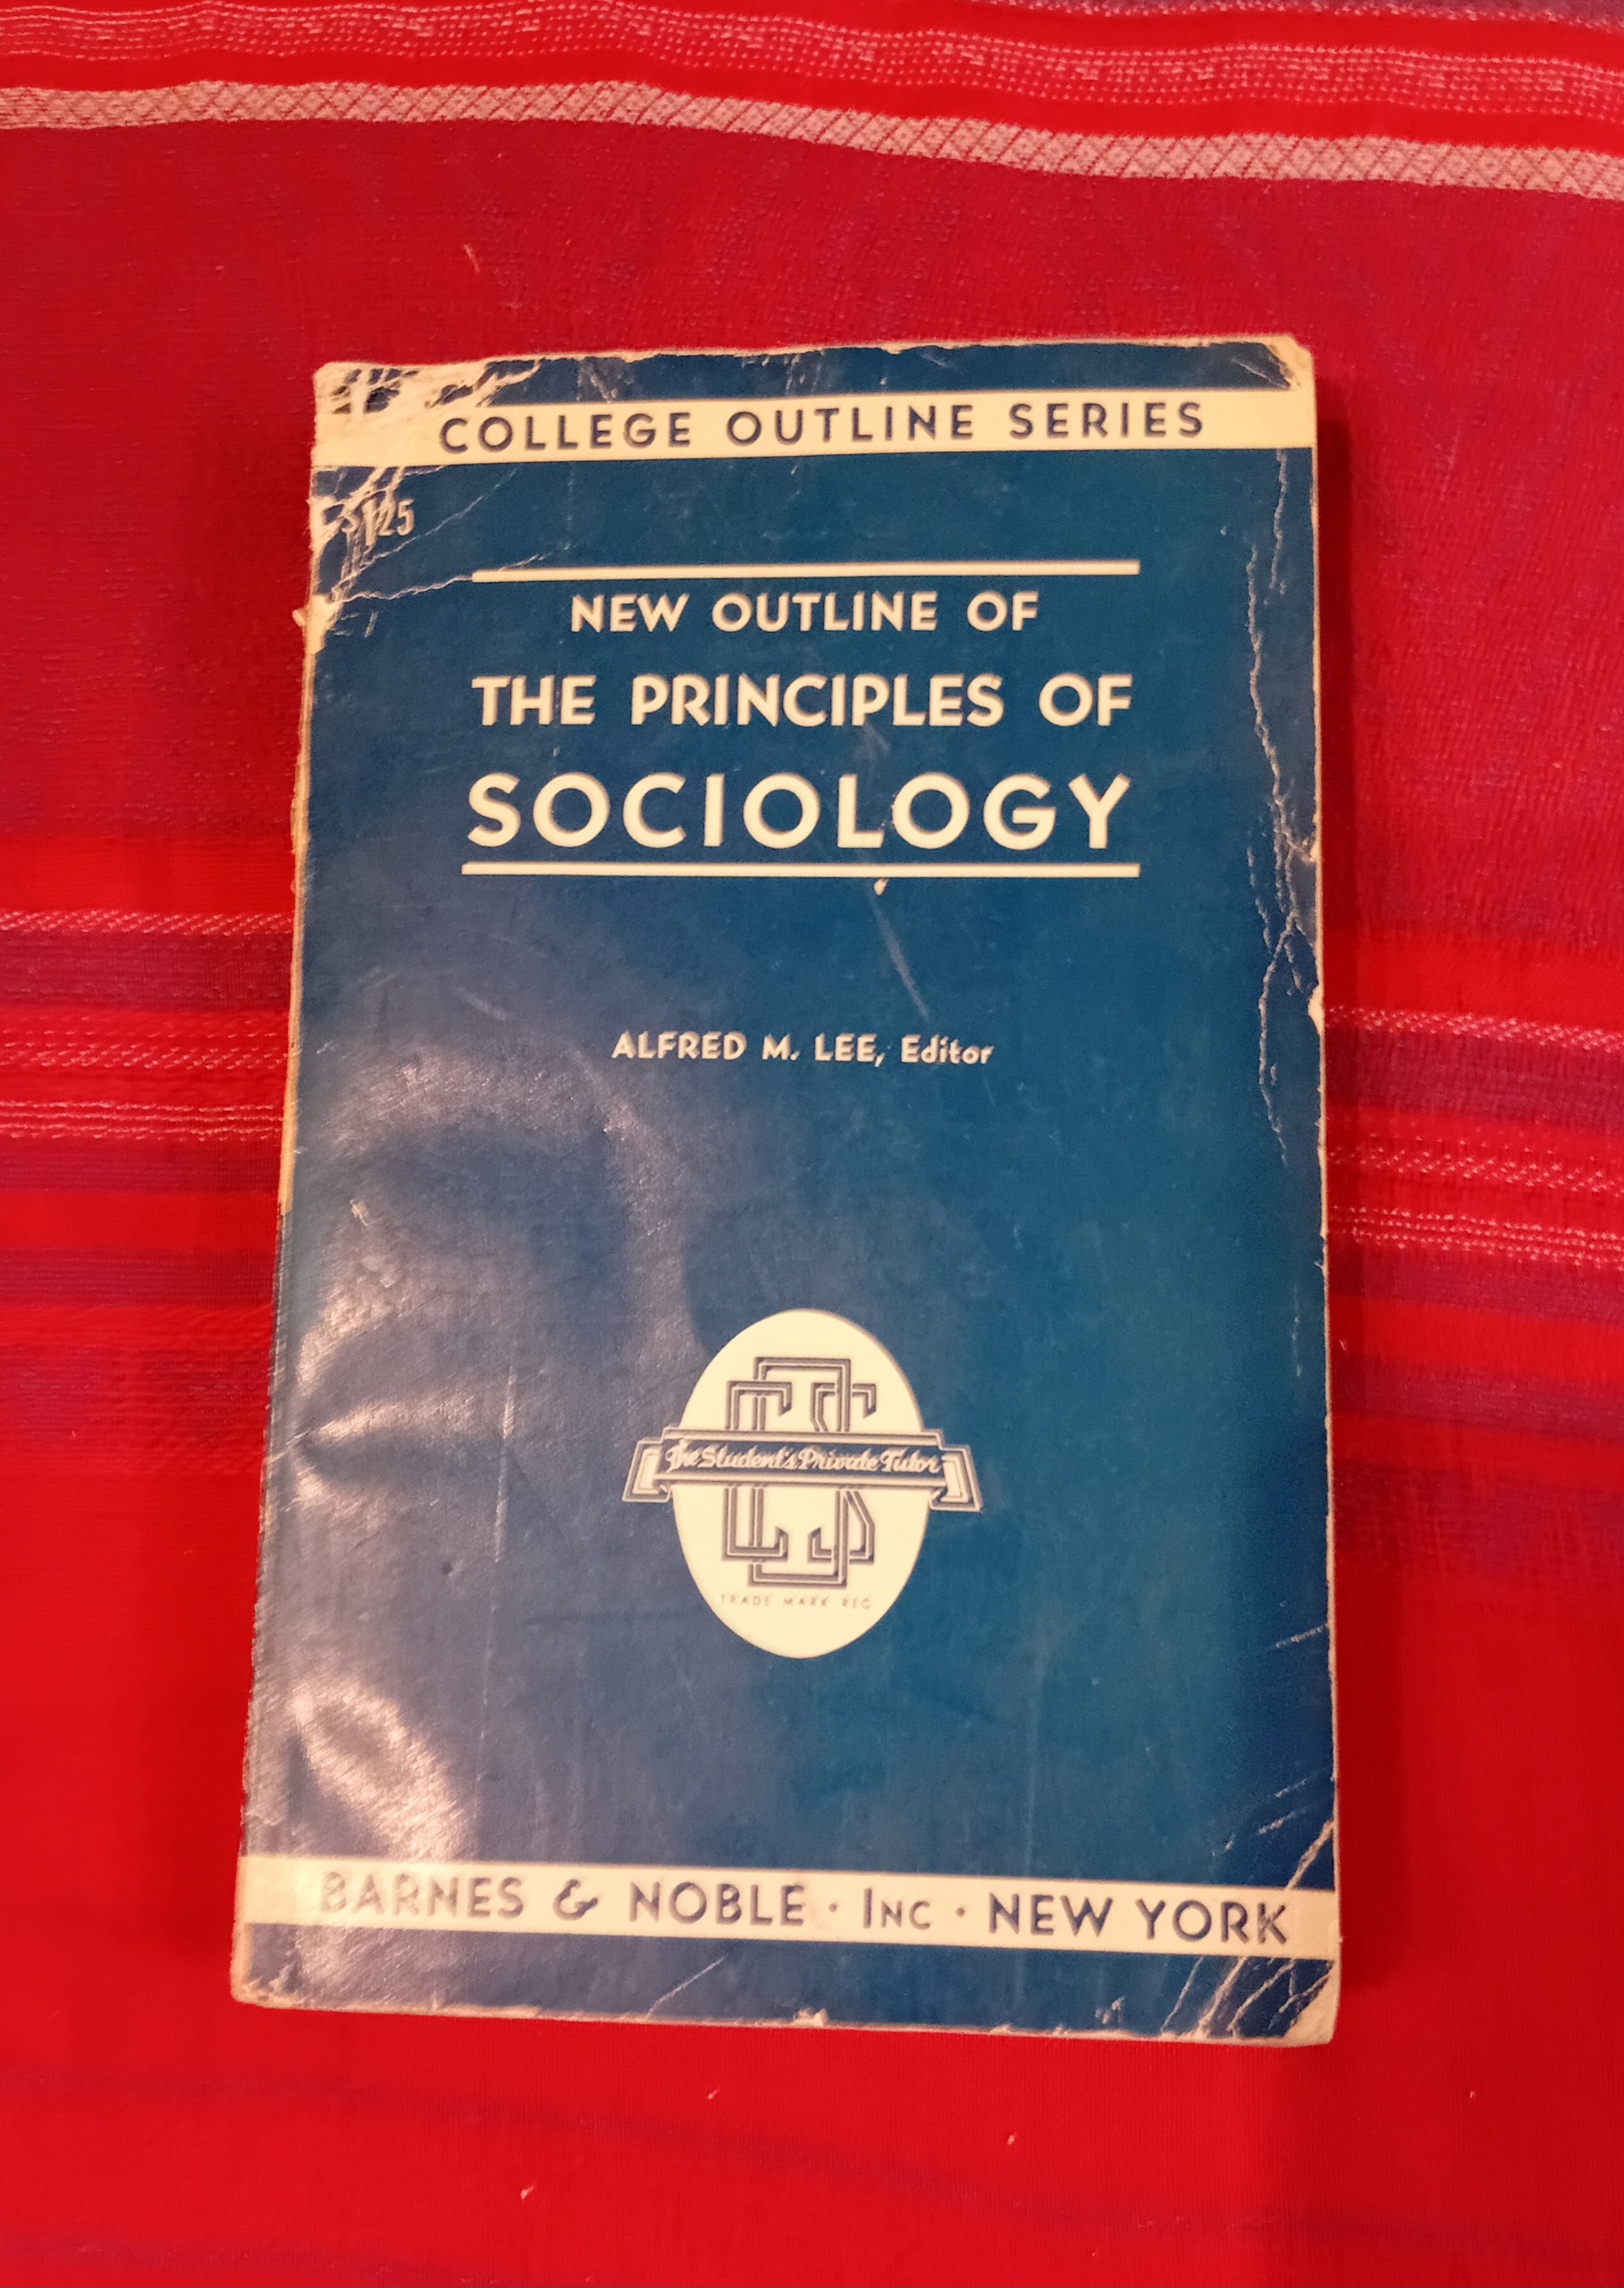 COLLEGE OUTLINE SERIES
$1.25
NEW OUTLINE OF
THE PRINCIPLES OF
SOCIOLOGY
ALFRED M. LEE, Editor
COS
The Student's Private Tutor
TRADE MARK REG
BARNES & NOBLE · INC · NEW YORK